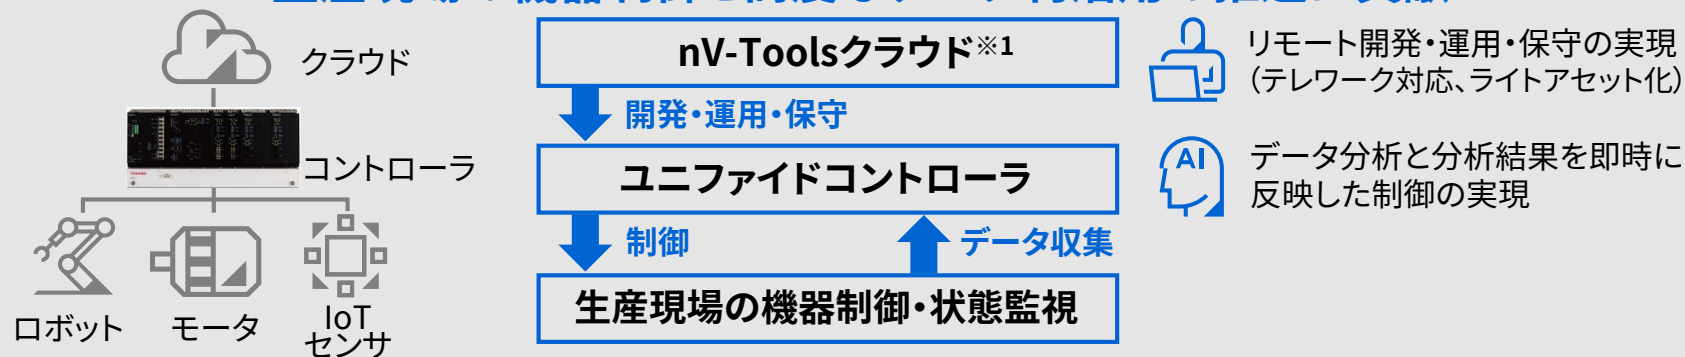 クラウド
コントローラ
ロボット
モータ
IoT
センサ
nV-Toolsクラウド※1
開発・運用・保守
ユニファイドコントローラ
制御
データ収集
生産現場の機器制御・状態監視
リモート開発・運用・保守の実現
（テレワーク対応、ライトアセット化）
AI
データ分析と分析結果を即時に
反映した制御の実現